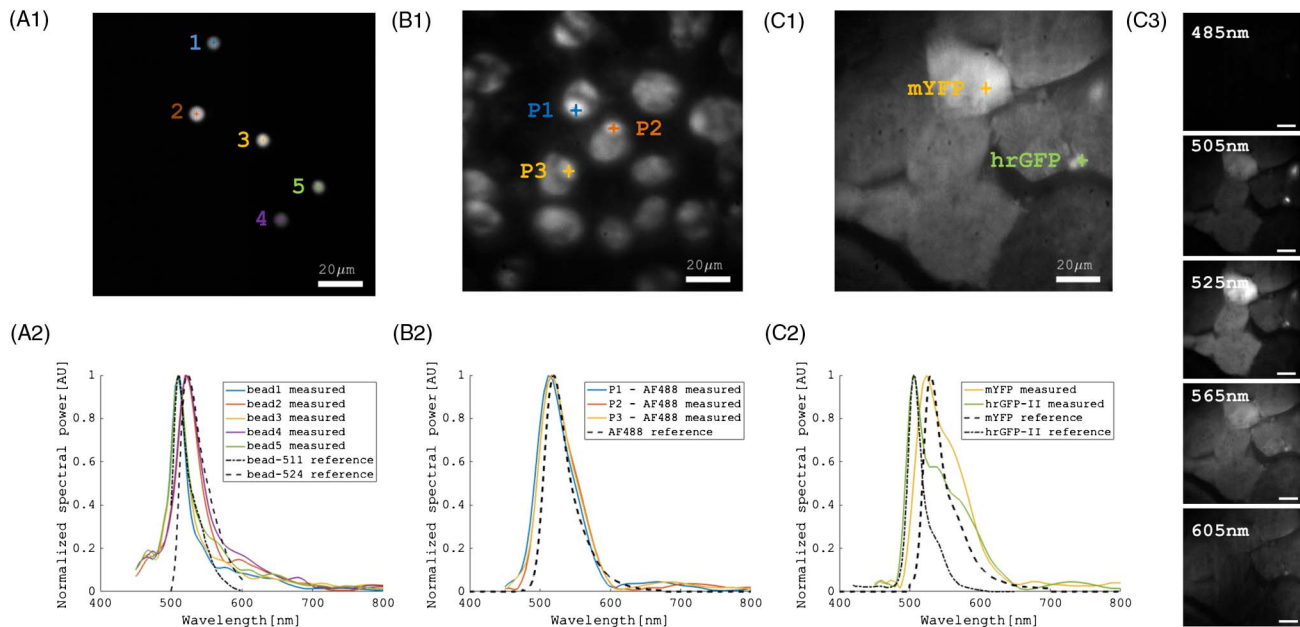 (A1)
1
2
3
5
4
20μm
(B1)
P1
P2
P3
20μm
(C1)
mYFP
hrGFP
20μm
(C3)
485nm
505nm
525nm
565nm
605nm
(A2)
Normalized spectral power[AU]
1
0.8
0.6
0.4
0.2
0
400
500
600
700
800
Wavelength[nm]
bead1 measured
bead2 measured
bead3 measured
bead4 measured
bead5 measured
bead-511 reference
bead-524 reference
(B2)
Normalized spectral power[AU]
1
0.8
0.6
0.4
0.2
0
400
500
600
700
800
Wavelength[nm]
P1 - AF488 measured
P2 - AF488 measured
P3 - AF488 measured
AF488 reference
(C2)
Normalized spectral power[AU]
1
0.8
0.6
0.4
0.2
0
400
500
600
700
800
Wavelength[nm]
mYFP measured
hrGFP-II measured
mYFP reference
hrGFP-II reference